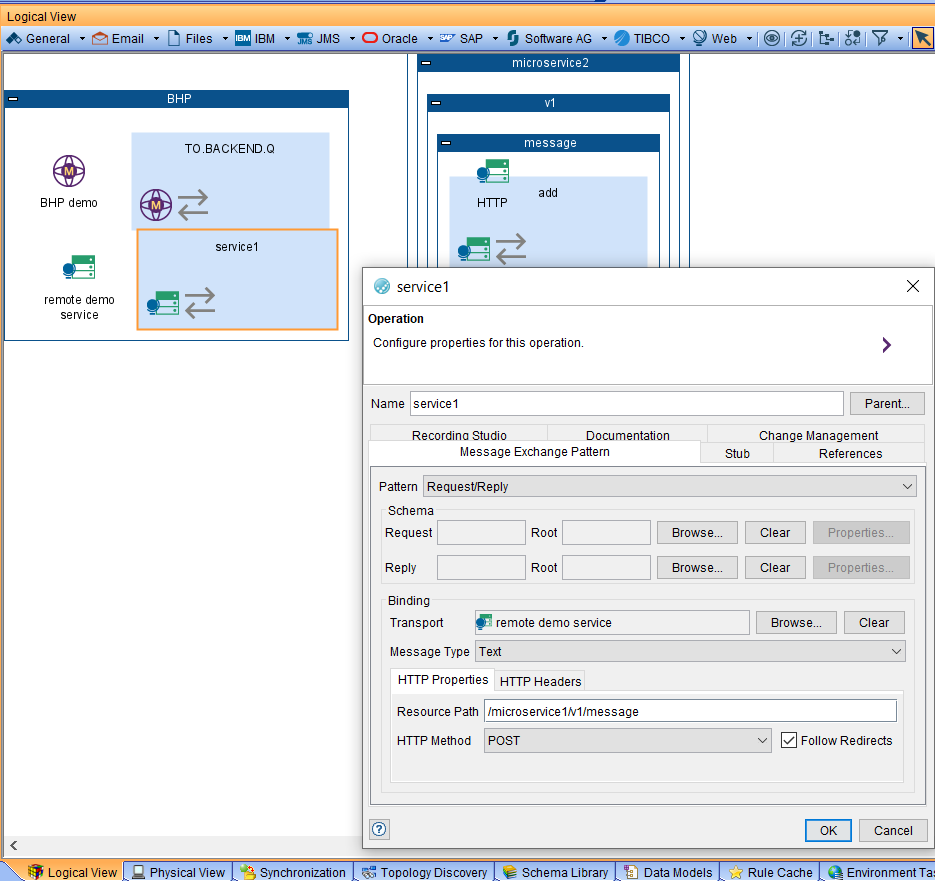 Logical View
General Email Files IBM IBM JMS JMS Oracle SAP SAP Software AG TIBCO Web
BHP
BHP demo
TO.BACKEND.Q
M
M
service1
remote demo
service
microservice2
v1
message
HTTP
add
service1
Operation
Configure properties for this operation.
Name service1 Parent...
Recording Studio Documentation Change Management
Message Exchange Pattern Stub References
Pattern Request/Reply
Schema
Request Root Browse... Clear Properties...
Reply Root Browse... Clear Properties...
Binding
Transport remote demo service Browse... Clear
Message Type Text
HTTP Properties HTTP Headers
Resource Path /microservice1/v1/message
HTTP Method POST Follow Redirects
? OK Cancel
Logical View Physical View Synchronization Topology Discovery Schema Library Data Models Rule Cache Environment Tas